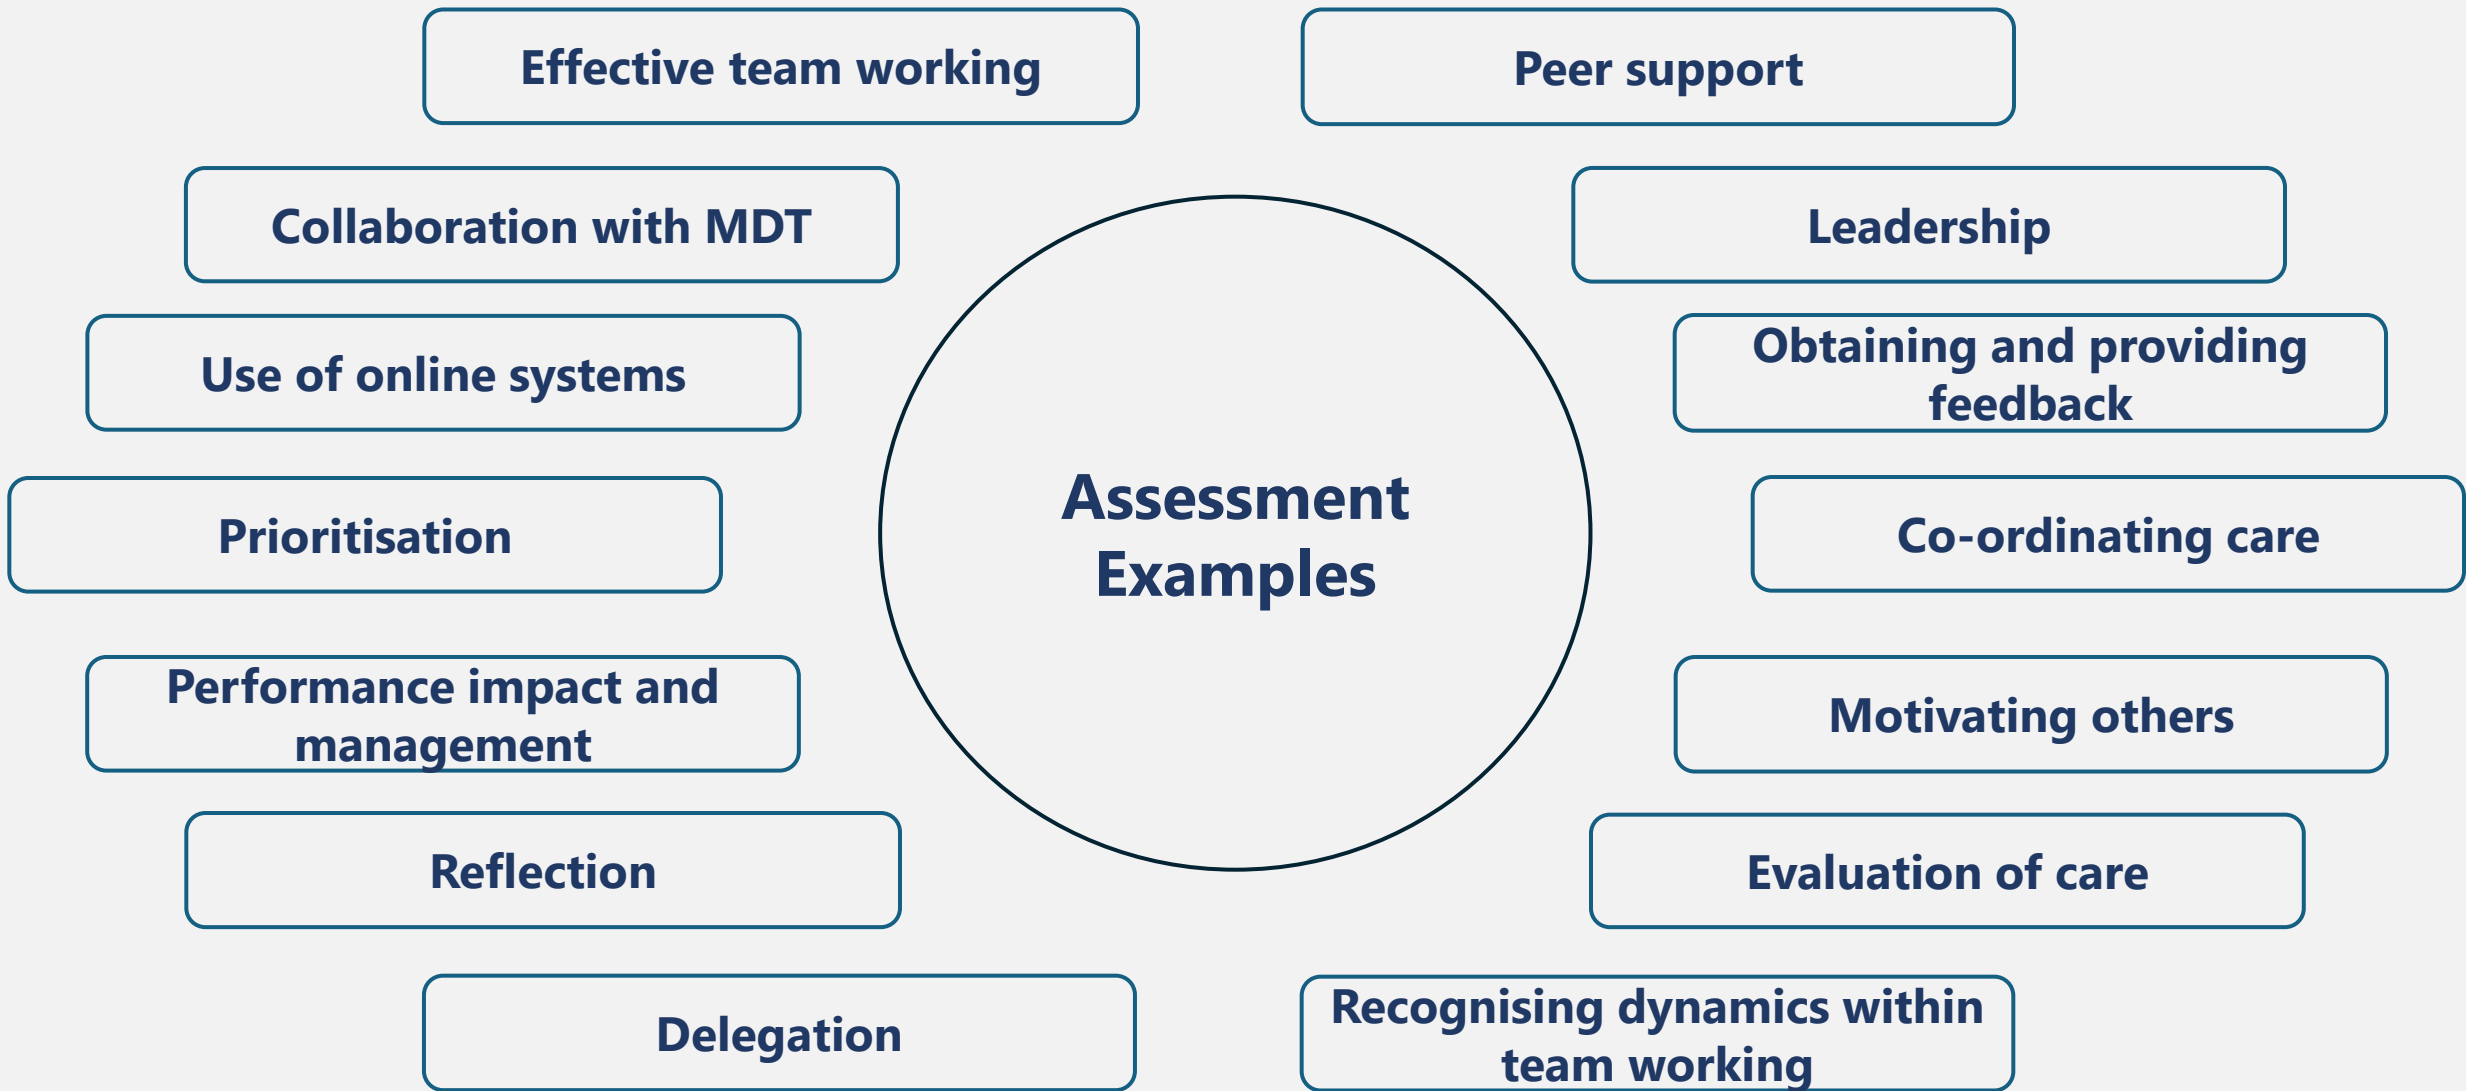 Effective team working
Peer support
Collaboration with MDT
Leadership
Use of online systems
Obtaining and providing
feedback
Assessment
Examples
Prioritisation
Co-ordinating care
Performance impact and
management
Motivating others
Reflection
Evaluation of care
Delegation
Recognising dynamics within
team working